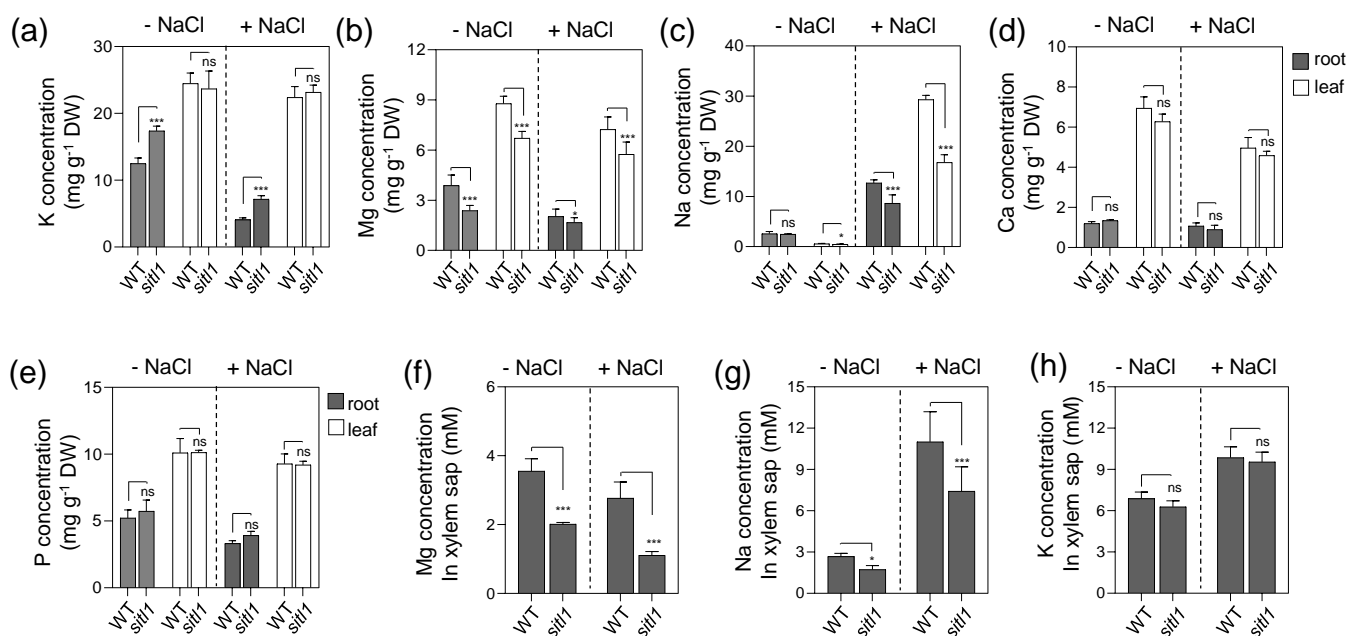 (a)
- NaCl
+ NaCl
K concentration
(mg g-1 DW)
30
20
10
0
***
ns
***
ns
WT
sitl1
WT
sitl1
WT
sitl1
WT
sitl1
(b)
- NaCl
+ NaCl
Mg concentration
(mg g-1 DW)
12
9
6
3
0
***
***
*
***
WT
sitl1
WT
sitl1
WT
sitl1
WT
sitl1
(c)
- NaCl
+ NaCl
Na concentration
(mg g-1 DW)
40
30
20
10
0
ns
*
***
***
WT
sitl1
WT
sitl1
WT
sitl1
WT
sitl1
(d)
- NaCl
+ NaCl
Ca concentration
(mg g-1 DW)
10
8
6
4
2
0
ns
ns
ns
ns
WT
sitl1
WT
sitl1
WT
sitl1
WT
sitl1
root
leaf
(e)
- NaCl
+ NaCl
P concentration
(mg g-1 DW)
15
10
5
0
ns
ns
ns
ns
WT
sitl1
WT
sitl1
WT
sitl1
WT
sitl1
root
leaf
(f)
- NaCl
+ NaCl
Mg concentration
In xylem sap (mM)
6
4
2
0
***
***
WT
sitl1
WT
sitl1
(g)
- NaCl
+ NaCl
Na concentration
In xylem sap (mM)
15
12
9
6
3
0
*
***
WT
sitl1
WT
sitl1
(h)
- NaCl
+ NaCl
K concentration
In xylem sap (mM)
15
12
9
6
3
0
ns
ns
WT
sitl1
WT
sitl1